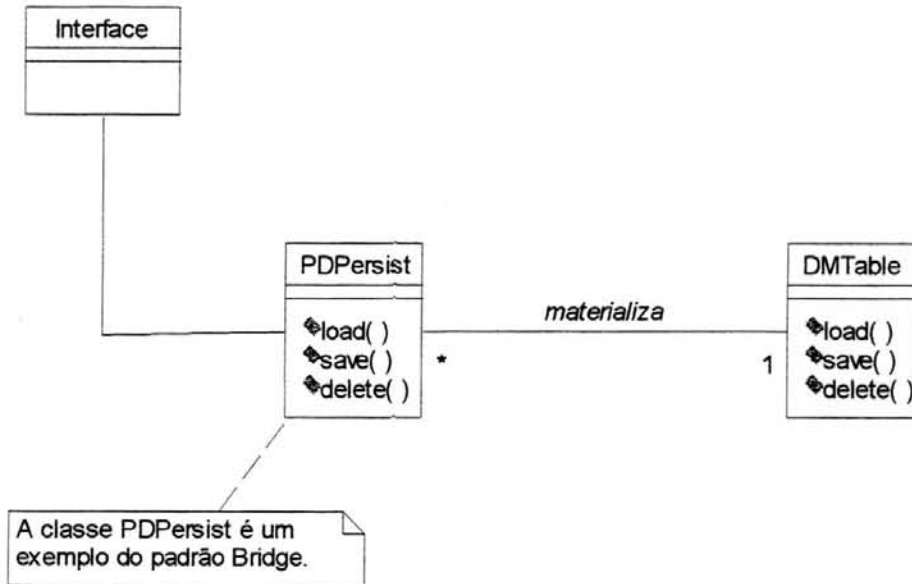 Interface
PDPersist
DMTable
materializa
load( )
save( )
delete( )
*
1
load( )
save( )
delete( )
A classe PDPersist é um
exemplo do padrão Bridge.